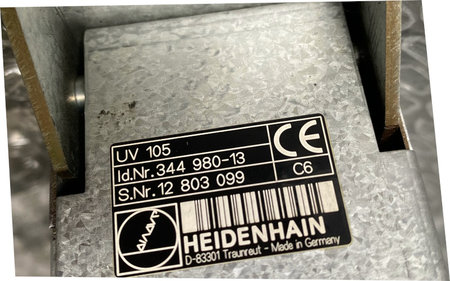 UV 105
Id.Nr. 344 980-13
S.Nr. 12 803 099
CE
C6
HEIDENHAIN
D-83301 Traunreut - Made in Germany